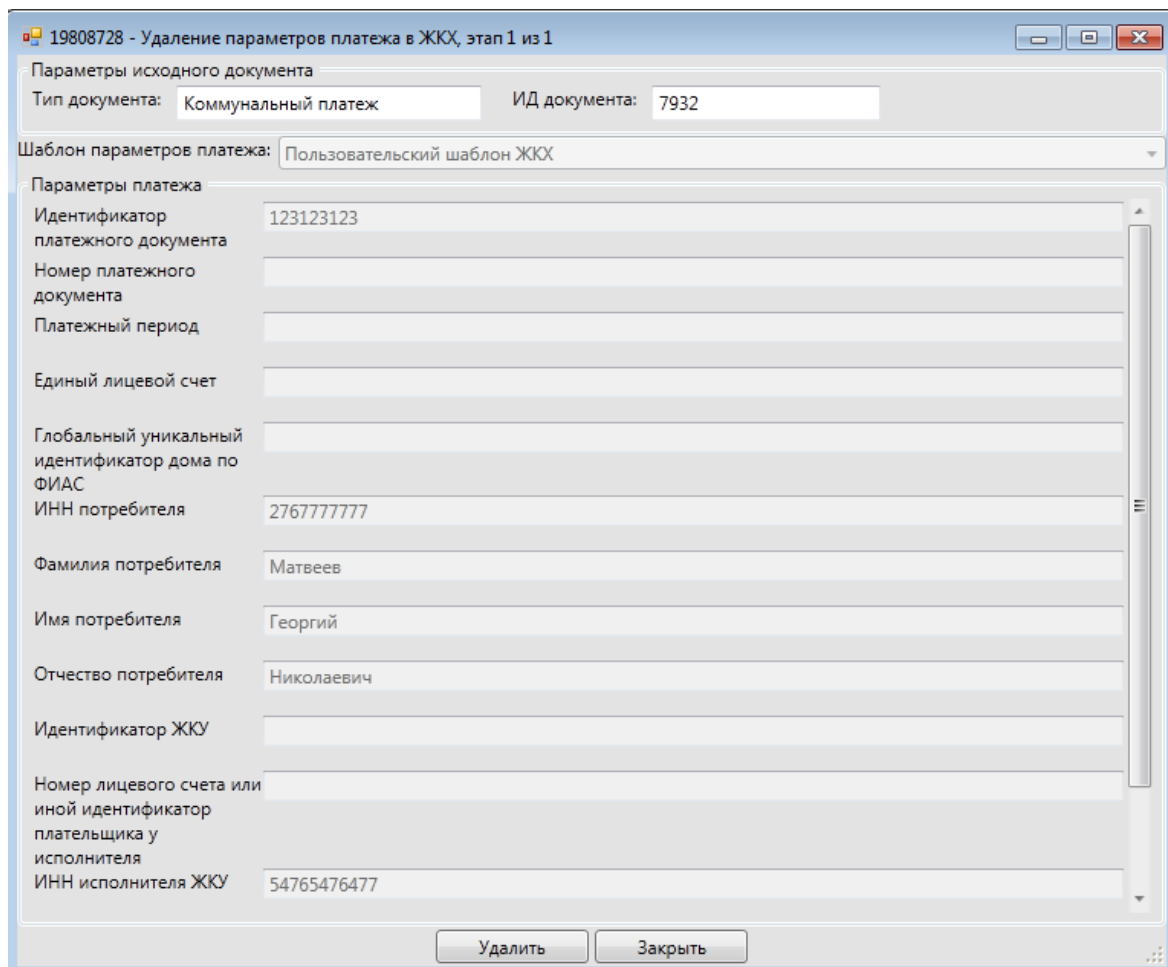 19808728 - Удаление параметров платежа в ЖКХ, этап 1 из 1
Параметры исходного документа
Тип документа: Коммунальный платеж ИД документа: 7932
Шаблон параметров платежа: Пользовательский шаблон ЖКХ
Параметры платежа
Идентификатор 123123123
платежного документа
Номер платежного
документа
Платежный период
Единый лицевой счет
Глобальный уникальный
идентификатор дома по
ФИАС
ИНН потребителя 2767777777
Фамилия потребителя Матвеев
Имя потребителя Георгий
Отчество потребителя Николаевич
Идентификатор ЖКУ
Номер лицевого счета или
иной идентификатор
плательщика у
исполнителя
ИНН исполнителя ЖКУ 54765476477
Удалить Закрыть